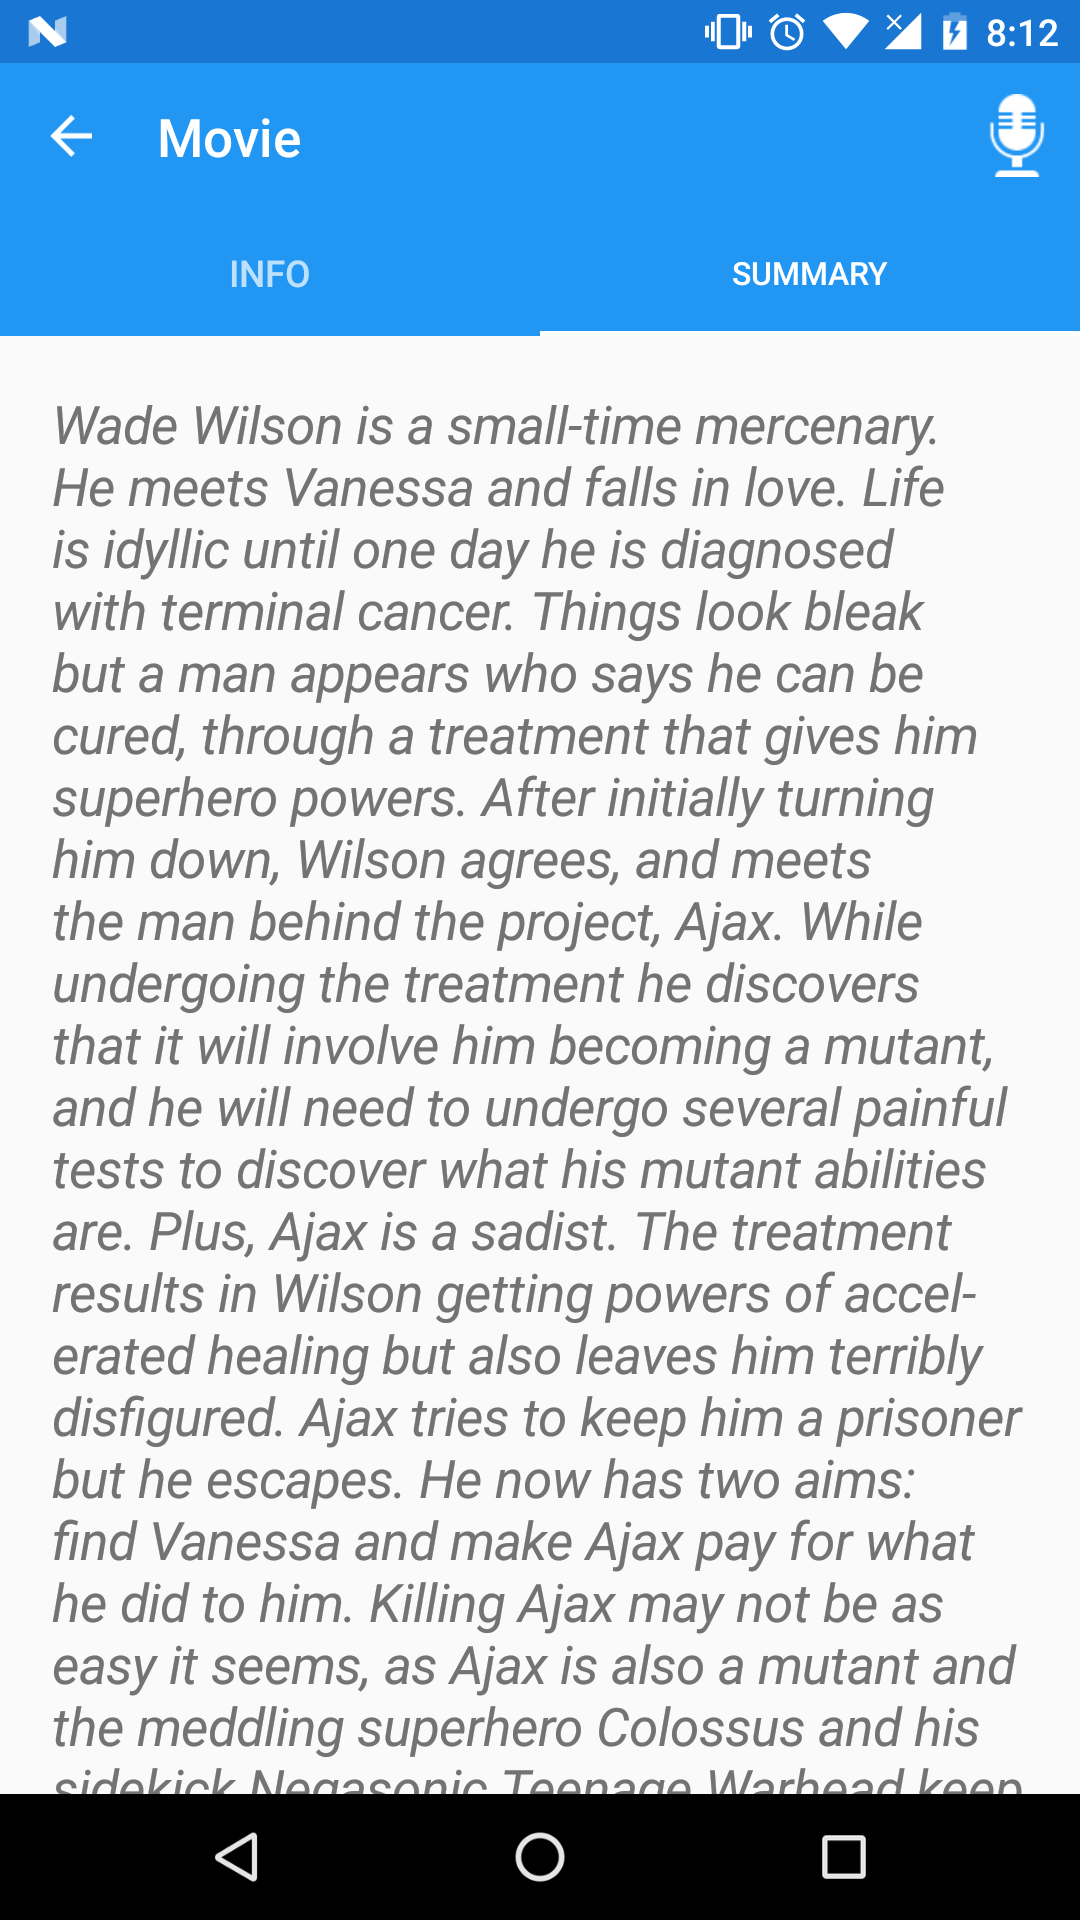 8:12
Movie
INFO
SUMMARY
Wade Wilson is a small-time mercenary.
He meets Vanessa and falls in love. Life
is idyllic until one day he is diagnosed
with terminal cancer. Things look bleak
but a man appears who says he can be
cured, through a treatment that gives him
superhero powers. After initially turning
him down, Wilson agrees, and meets
the man behind the project, Ajax. While
undergoing the treatment he discovers
that it will involve him becoming a mutant,
and he will need to undergo several painful
tests to discover what his mutant abilities
are. Plus, Ajax is a sadist. The treatment
results in Wilson getting powers of accel-
erated healing but also leaves him terribly
disfigured. Ajax tries to keep him a prisoner
but he escapes. He now has two aims:
find Vanessa and make Ajax pay for what
he did to him. Killing Ajax may not be as
easy it seems, as Ajax is also a mutant and
the meddling superhero Colossus and his
sidekick Negasonic Teenage Warhead keep